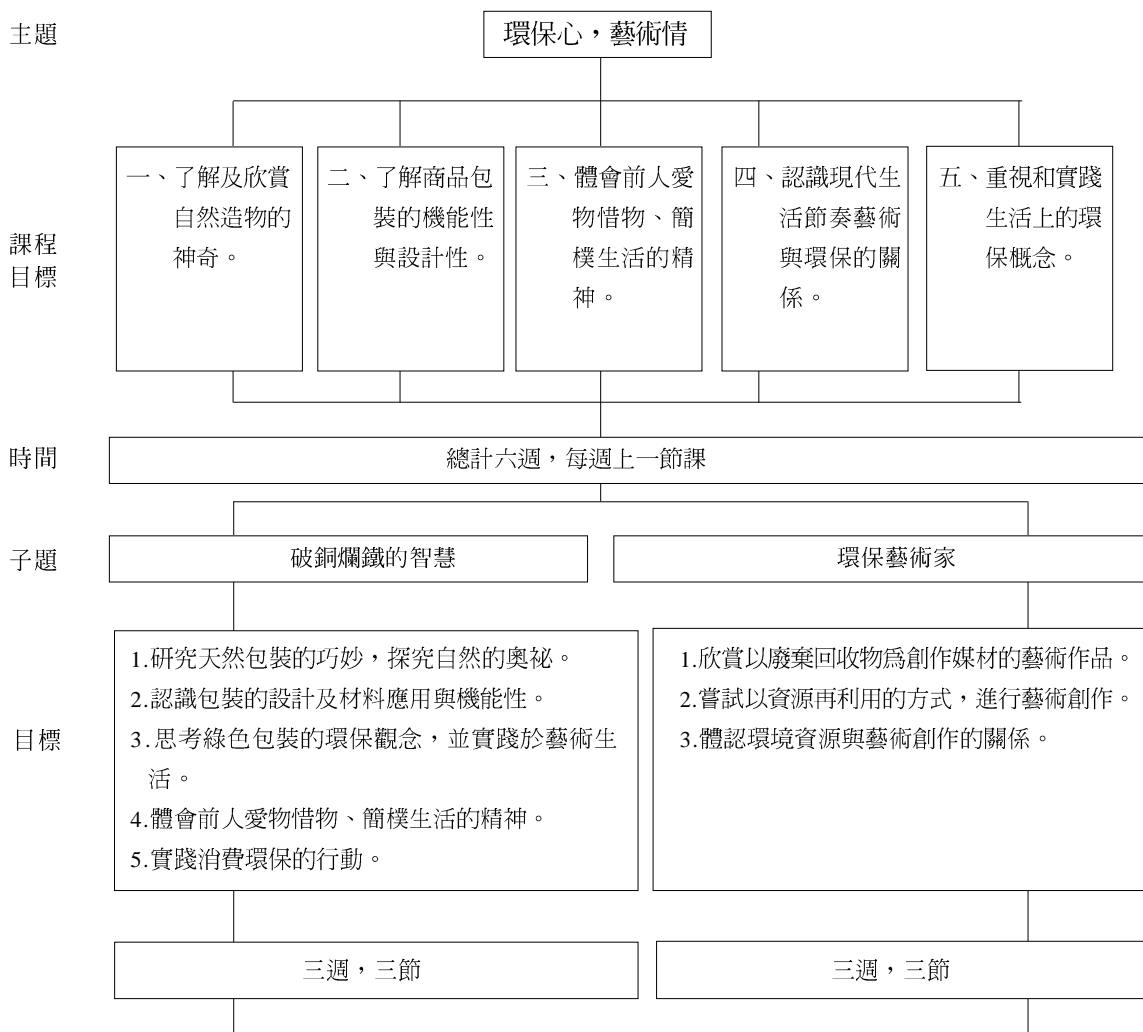 主題
環保心，藝術情
課程
目標
一、了解及欣賞
自然造物的
神奇。
二、了解商品包
裝的機能性
與設計性。
三、體會前人愛
物惜物、簡
樸生活的精
神。
四、認識現代生
活節奏藝術
與環保的關
係。
五、重視和實踐
生活上的環
保概念。
時間
總計六週，每週上一節課
子題
破銅爛鐵的智慧
環保藝術家
目標
1.研究天然包裝的巧妙，探究自然的奧祕。
2.認識包裝的設計及材料應用與機能性。
3.思考綠色包裝的環保觀念，並實踐於藝術生
活。
4.體會前人愛物惜物、簡樸生活的精神。
5.實踐消費環保的行動。
1.欣賞以廢棄回收物爲創作媒材的藝術作品。
2.嘗試以資源再利用的方式，進行藝術創作。
3.體認環境資源與藝術創作的關係。
三週，三節
三週，三節